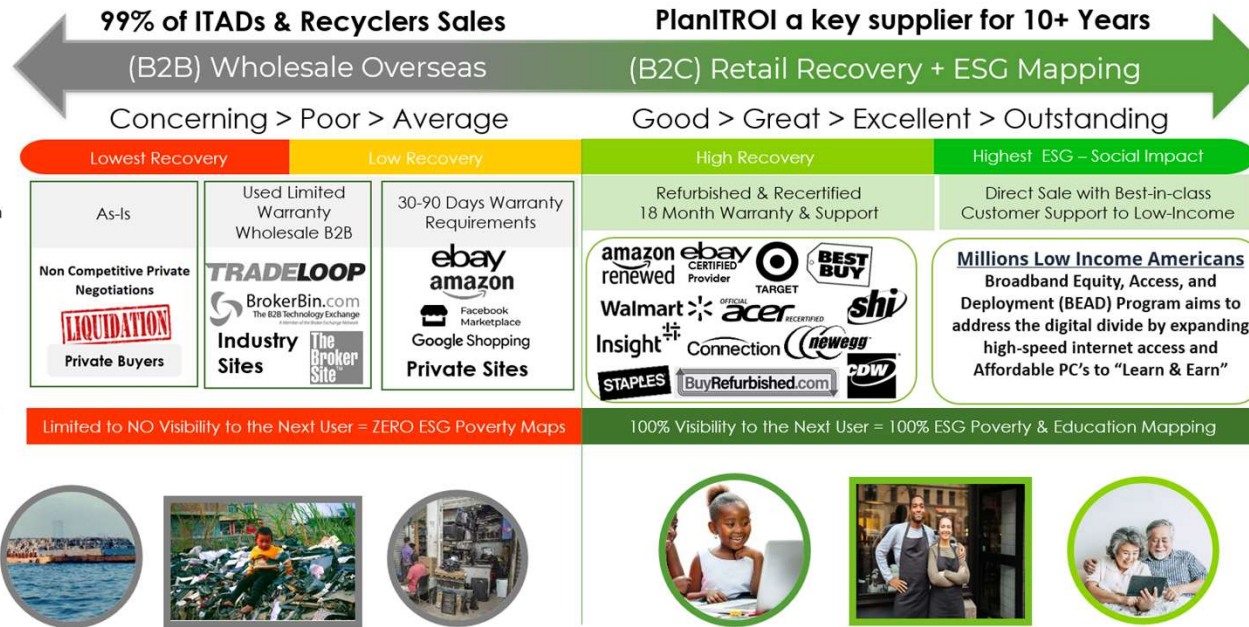 99% of ITADs & Recyclers Sales
PlanITROI a key supplier for 10+ Years
(B2B) Wholesale Overseas
(B2C) Retail Recovery + ESG Mapping
Concerning > Poor > Average
Good > Great > Excellent > Outstanding
Lowest Recovery
Low Recovery
High Recovery
Highest ESG – Social Impact
As-Is
Non Competitive Private
Negotiations
LIQUIDATION
Private Buyers
Used Limited
Warranty
Wholesale B2B
TRADELOOP
BrokerBin.com
The B2B Technology Exchange
Industry
Sites
The
Broker
Site
30-90 Days Warranty
Requirements
ebay
amazon
Facebook
Marketplace
Google Shopping
Private Sites
Refurbished & Recertified
18 Month Warranty & Support
amazon
renewed
ebay
CERTIFIED
Provider
TARGET
BEST
BUY
Walmart
OFFICIAL
acer
RECERTIFIED
shi
Insight
Connection
newegg
STAPLES
BuyRefurbished.com
CDW
Direct Sale with Best-in-class
Customer Support to Low-Income
Millions Low Income Americans
Broadband Equity, Access, and
Deployment (BEAD) Program aims to
address the digital divide by expanding
high-speed internet access and
Affordable PC's to “Learn & Earn”
Limited to NO Visibility to the Next User = ZERO ESG Poverty Maps
100% Visibility to the Next User = 100% ESG Poverty & Education Mapping